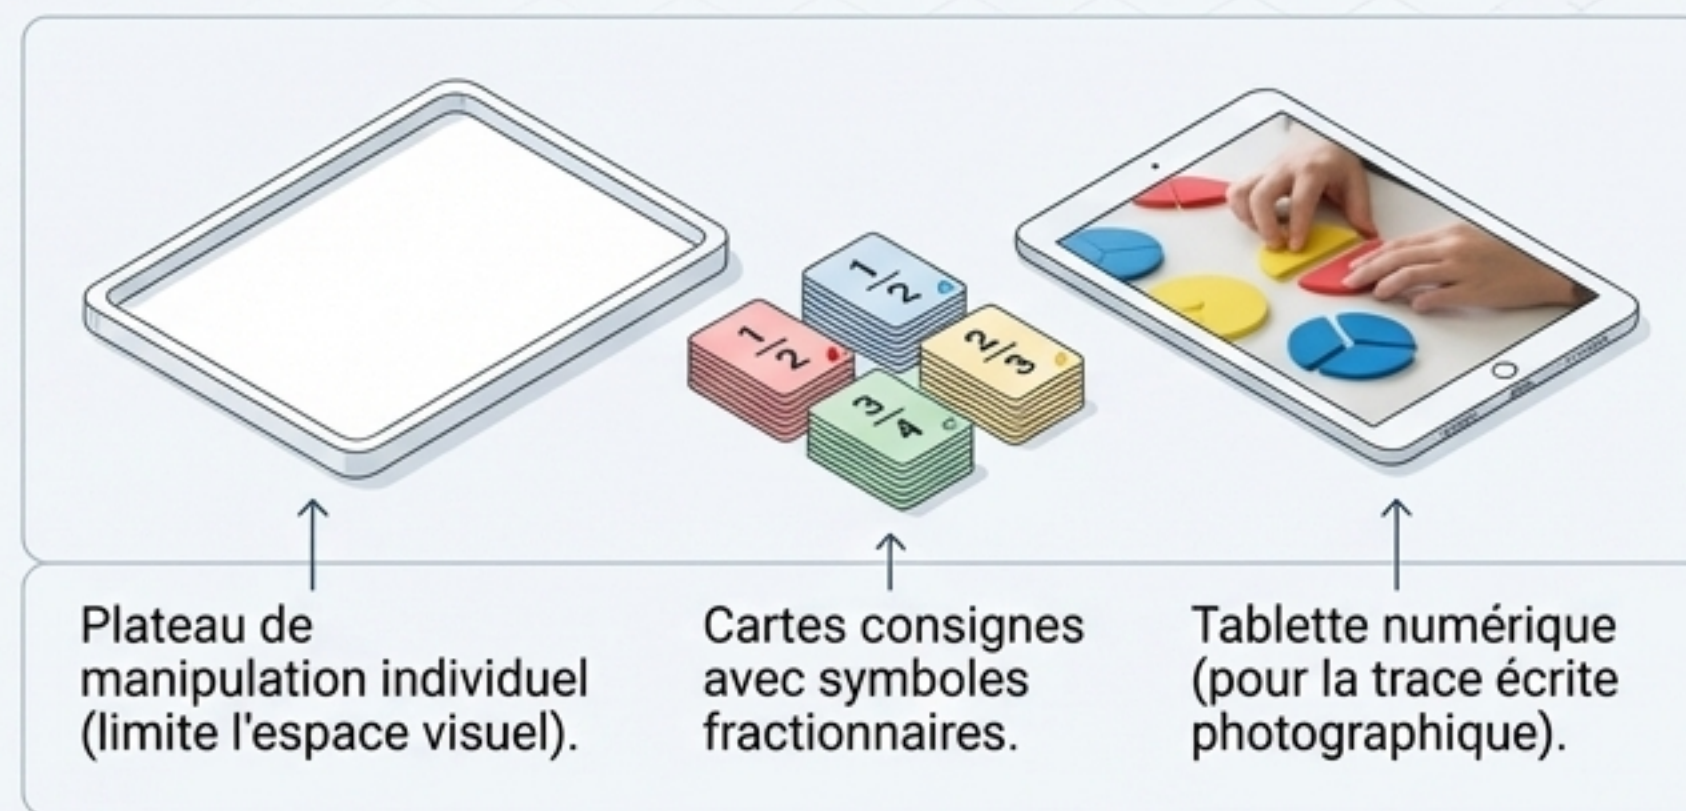 1/2
1/2
2/3
3/4
Plateau de
manipulation individuel
(limite l'espace visuel).
Cartes consignes
avec symboles
fractionnaires.
Tablette numérique
(pour la trace écrite
photographique).